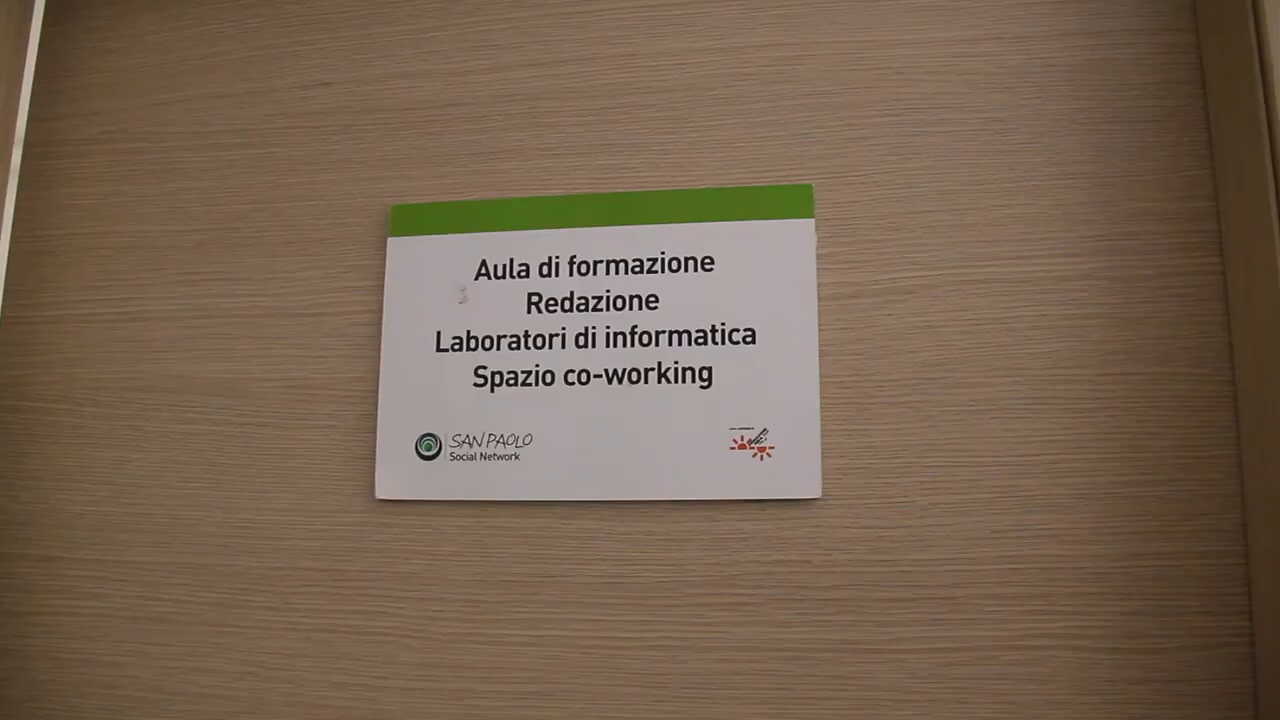 Aula di formazione
Redazione
Laboratori di informatica
Spazio co-working
SAN PAOLO
Social Network